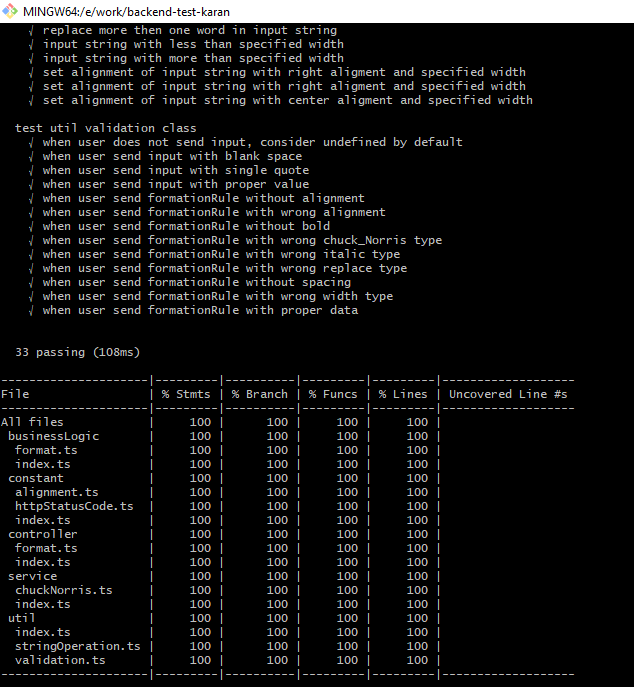 MINGW64:/e/work/backend-test-karan
√ replace more then one word in input string
√ input string with less than specified width
√ input string with more than specified width
√ set alignment of input string with right aligment and specified width
√ set alignment of input string with right aligment and specified width
√ set alignment of input string with center aligment and specified width
test util validation class
√ when user does not send input, consider undefined by default
√ when user send input with blank space
√ when user send input with single quote
√ when user send input with proper value
√ when user send formationRule without alignment
√ when user send formationRule with wrong alignment
√ when user send formationRule without bold
√ when user send formationRule with wrong chuck_Norris type
√ when user send formationRule with wrong italic type
√ when user send formationRule with wrong replace type
√ when user send formationRule without spacing
√ when user send formationRule with wrong width type
√ when user send formationRule with proper data
33 passing (108ms)
---------------------|---------|----------|---------|---------|-------------------
File | % Stmts | % Branch | % Funcs | % Lines | Uncovered Line #s
---------------------|---------|----------|---------|---------|-------------------
All files | 100 | 100 | 100 | 100 |
businessLogic | 100 | 100 | 100 | 100 |
format.ts | 100 | 100 | 100 | 100 |
index.ts | 100 | 100 | 100 | 100 |
constant | 100 | 100 | 100 | 100 |
alignment.ts | 100 | 100 | 100 | 100 |
httpStatusCode.ts | 100 | 100 | 100 | 100 |
index.ts | 100 | 100 | 100 | 100 |
controller | 100 | 100 | 100 | 100 |
format.ts | 100 | 100 | 100 | 100 |
index.ts | 100 | 100 | 100 | 100 |
service | 100 | 100 | 100 | 100 |
chuckNorris.ts | 100 | 100 | 100 | 100 |
index.ts | 100 | 100 | 100 | 100 |
util | 100 | 100 | 100 | 100 |
index.ts | 100 | 100 | 100 | 100 |
stringOperation.ts | 100 | 100 | 100 | 100 |
validation.ts | 100 | 100 | 100 | 100 |
---------------------|---------|----------|---------|---------|-------------------